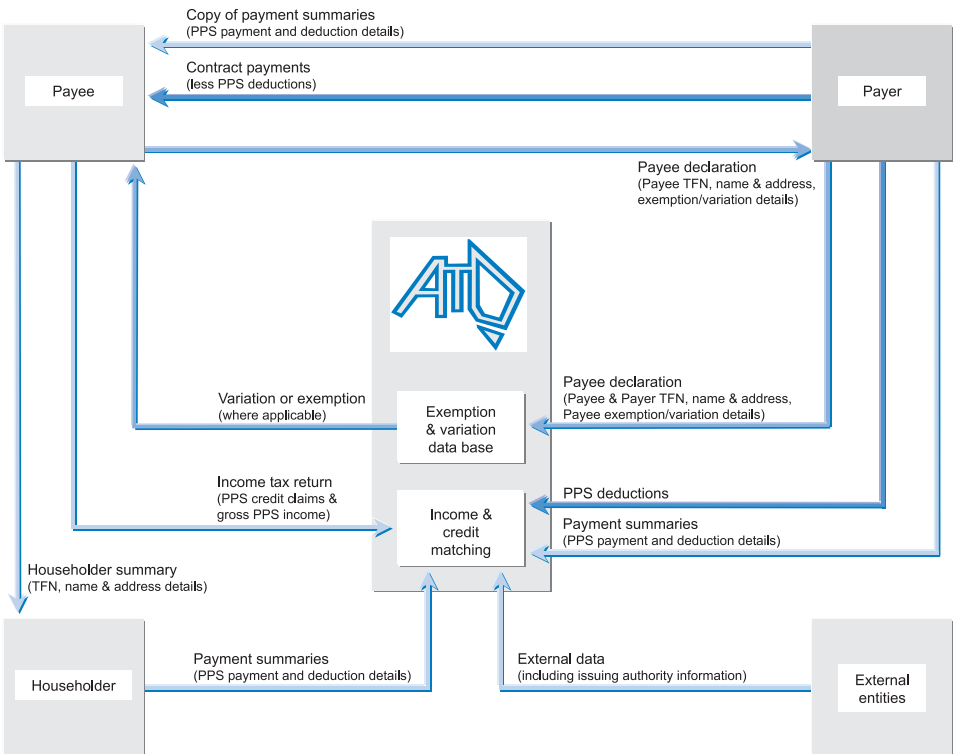 Copy of payment summaries
(PPS payment and deduction details)
Payee
Contract payments
(less PPS deductions)
Payer
Payee declaration
(Payee TFN, name & address,
exemption/variation details)
ATO
Variation or exemption
(where applicable)
Exemption
& variation
data base
Payee declaration
(Payee & Payer TFN, name & address,
Payee exemption/variation details)
Income tax return
(PPS credit claims &
gross PPS income)
Income &
credit
matching
PPS deductions
Payment summaries
(PPS payment and deduction details)
Householder summary
(TFN, name & address details)
Householder
Payment summaries
(PPS payment and deduction details)
External data
(including issuing authority information)
External
entities